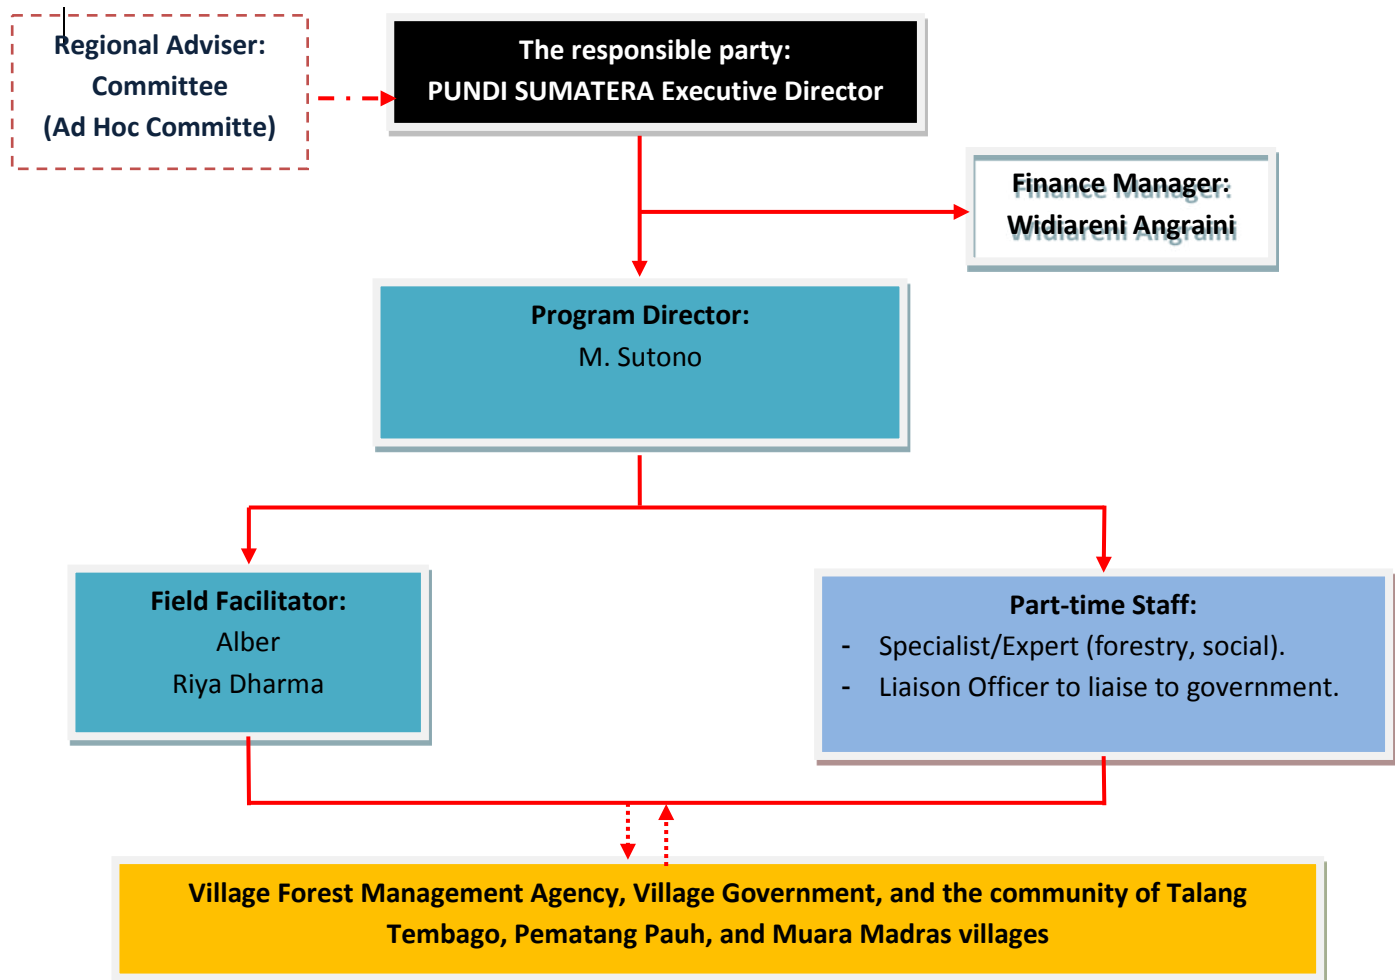 Regional Adviser:
Committee
(Ad Hoc Committe)
The responsible party:
PUNDI SUMATERA Executive Director
Finance Manager:
Widiareni Angraini
Program Director:
M. Sutono
Field Facilitator:
Alber
Riya Dharma
Part-time Staff:
- Specialist/Expert (forestry, social).
- Liaison Officer to liaise to government.
Village Forest Management Agency, Village Government, and the community of Talang
Tembago, Pematang Pauh, and Muara Madras villages